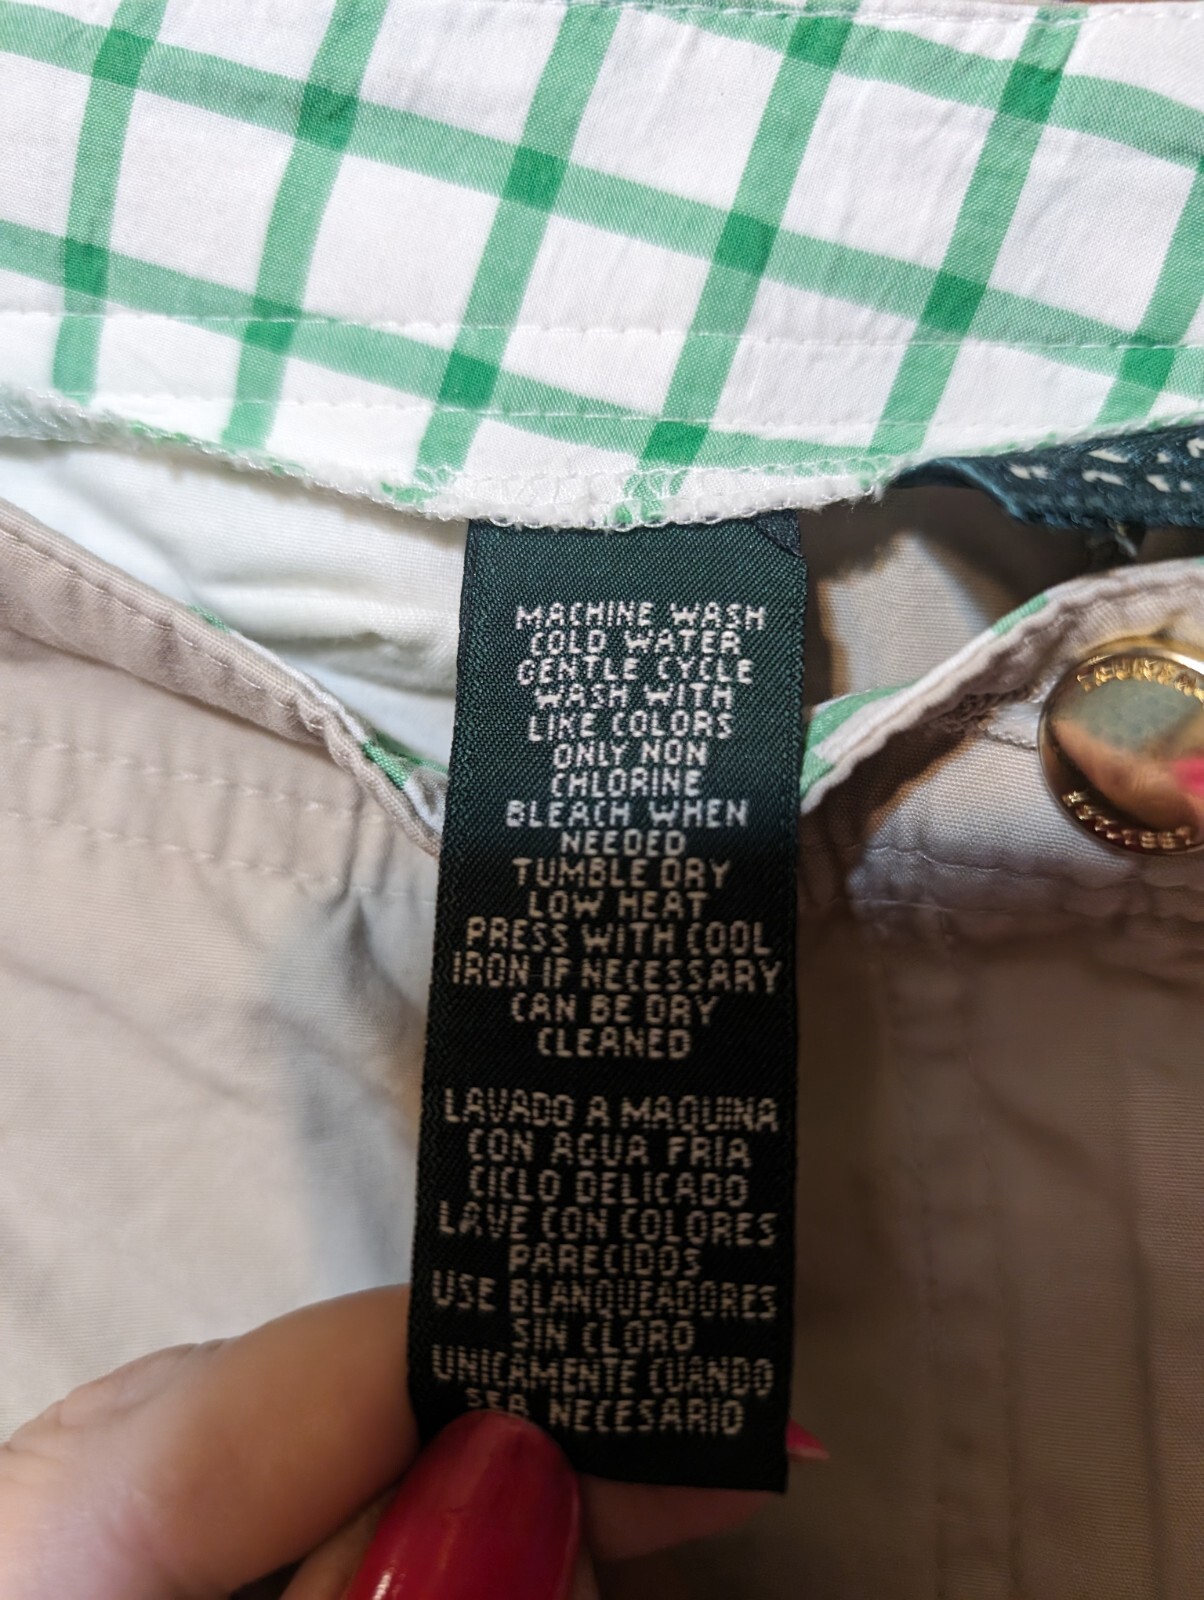 MACHINE WASH
COLD WATER
GENTLE CYCLE
WASH WITH
LIKE COLORS
ONLY NON
CHLORINE
BLEACH WHEN
NEEDED
TUMBLE DRY
LOW HEAT
PRESS WITH COOL
IRON IF NECESSARY
CAN BE DRY
CLEANED
LAVADO A MAQUINA
CON AGUA FRIA
CICLO DELICADO
LAVE CON COLORES
PARECIDOS
USE BLANQUEADORES
SIN CLORO
UNICAMENTE CUANDO
SEA NECESARIO